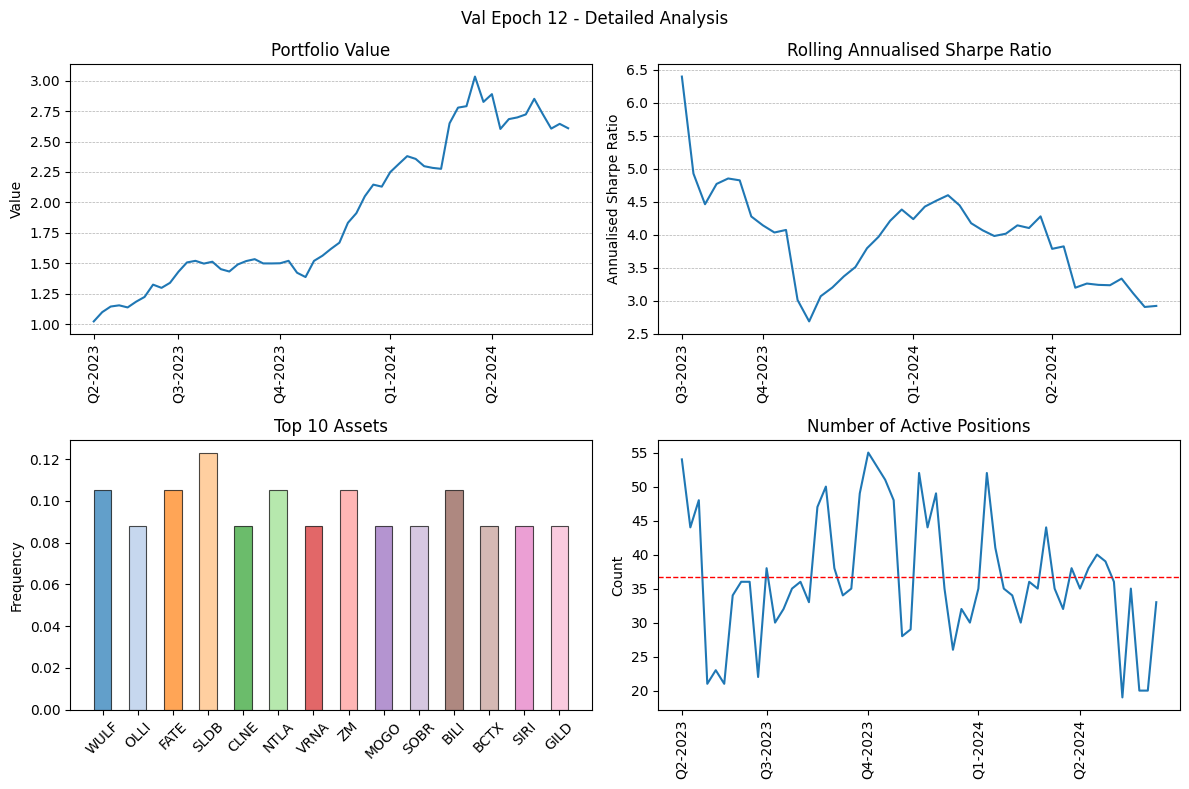 Val Epoch 12 - Detailed Analysis
Portfolio Value
Value
3.00
2.75
2.50
2.25
2.00
1.75
1.50
1.25
1.00
Q2-2023
Q3-2023
Q4-2023
Q1-2024
Q2-2024
Rolling Annualised Sharpe Ratio
Annualised Sharpe Ratio
6.5
6.0
5.5
5.0
4.5
4.0
3.5
3.0
2.5
Q3-2023
Q4-2023
Q1-2024
Q2-2024
Top 10 Assets
Frequency
0.12
0.10
0.08
0.06
0.04
0.02
0.00
WULF
OLLI
FATE
SLDB
CLNE
NTLA
VRNA
ZM
MOGO
SOBR
BILI
BCTX
SIRI
GILD
Number of Active Positions
Count
55
50
45
40
35
30
25
20
Q2-2023
Q3-2023
Q4-2023
Q1-2024
Q2-2024